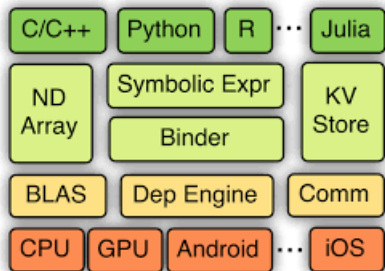 C/C++ Python R ... Julia
ND Array
Symbolic Expr
Binder
KV Store
BLAS Dep Engine Comm
CPU GPU Android ... iOS